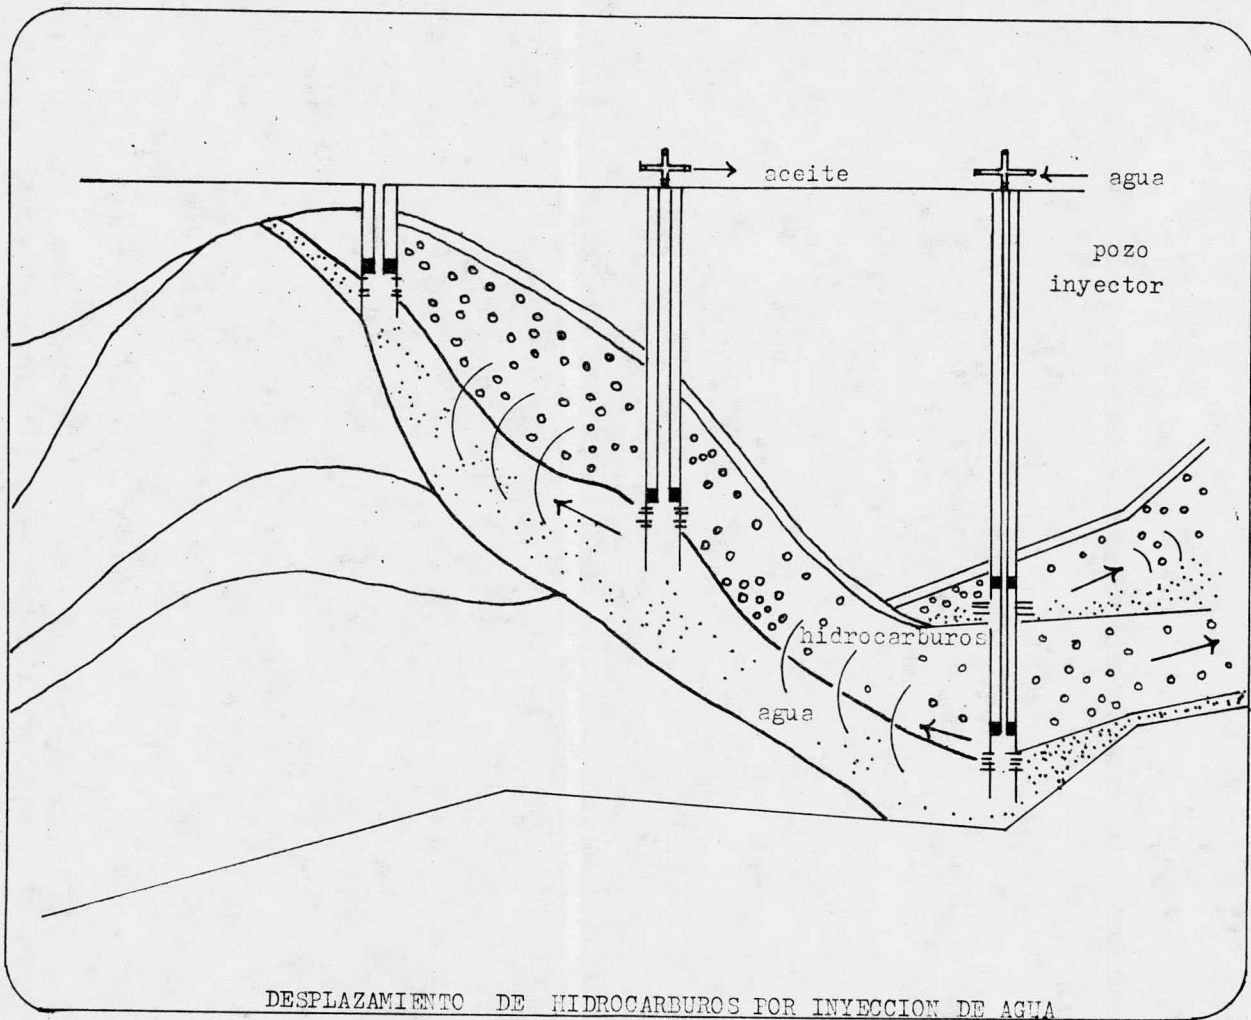 aceite
agua
pozo
inyector
hidrocarburos
agua
DESPLAZAMIENTO DE HIDROCARBUROS POR INYECCION DE AGUA